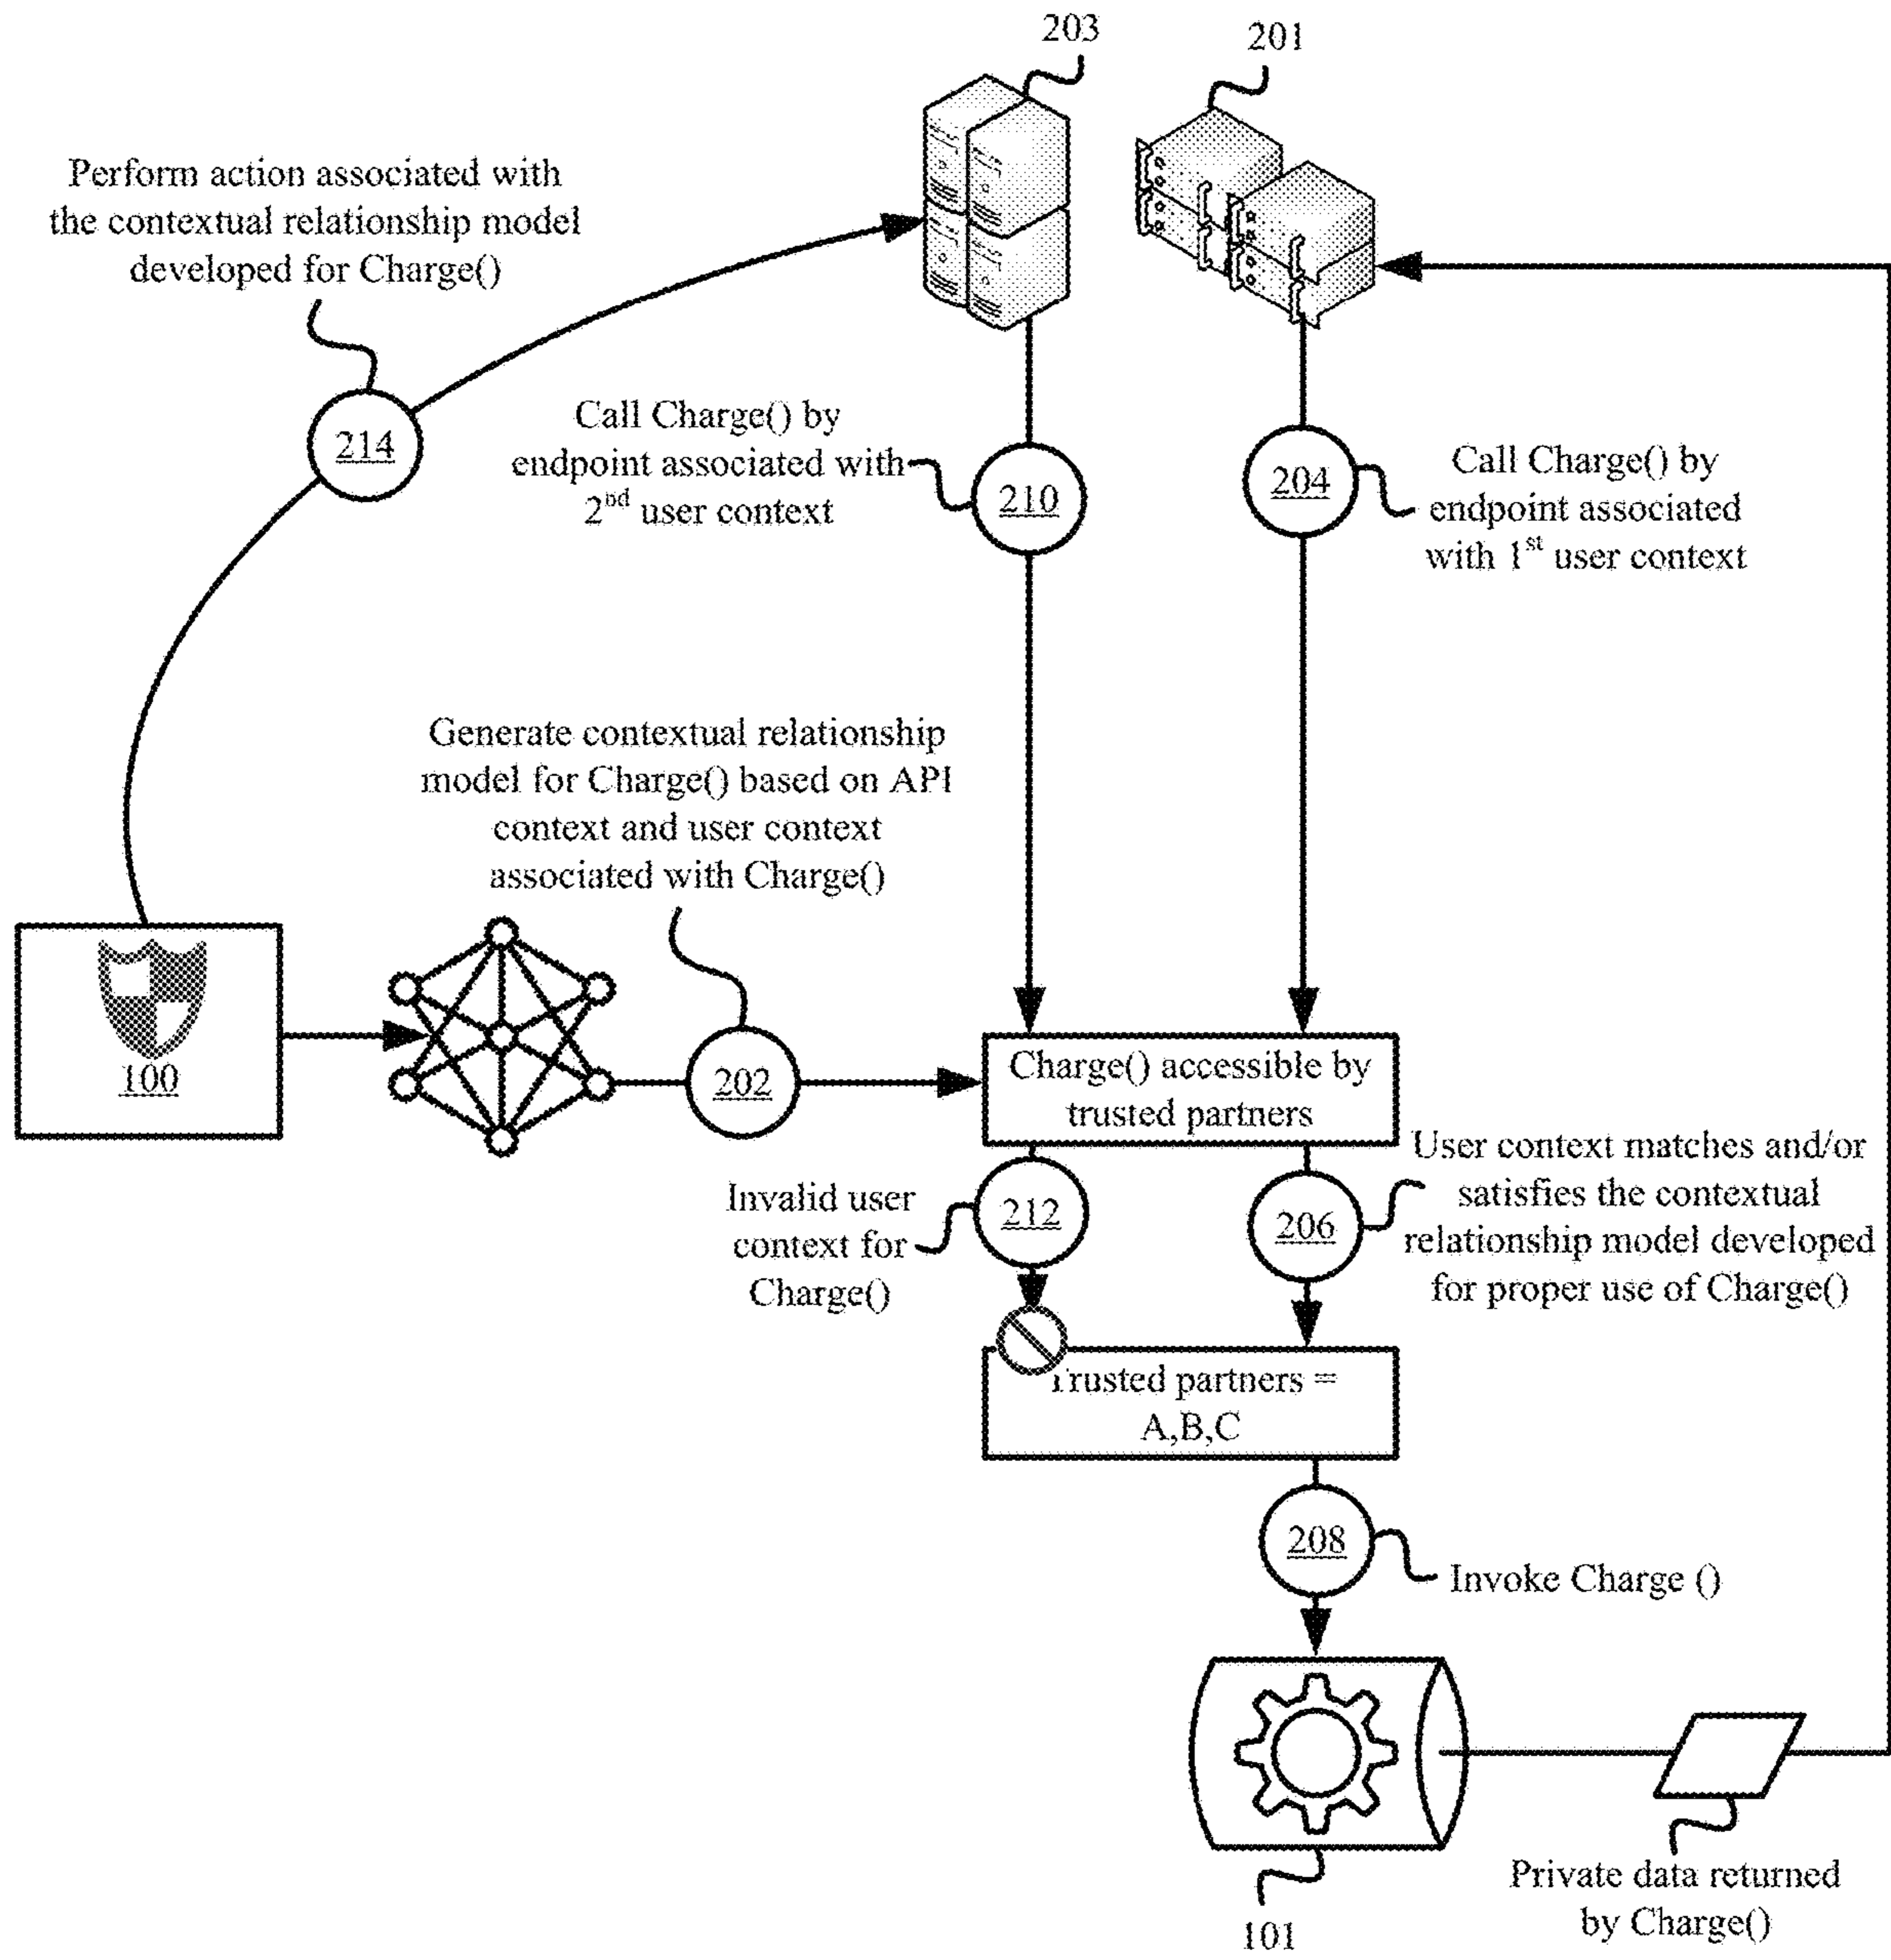 203
201
Perform action associated with
the contextual relationship model
developed for Charge()
214
Call Charge() by
endpoint associated with
2nd user context
210
204
Call Charge() by
endpoint associated
with 1st user context
Generate contextual relationship
model for Charge() based on API
context and user context
associated with Charge()
100
202
Charge() accessible by
trusted partners
Invalid user
context for
Charge()
212
206
User context matches and/or
satisfies the contextual
relationship model developed
for proper use of Charge()
Trusted partners =
A,B,C
208
Invoke Charge ()
101
Private data returned
by Charge()